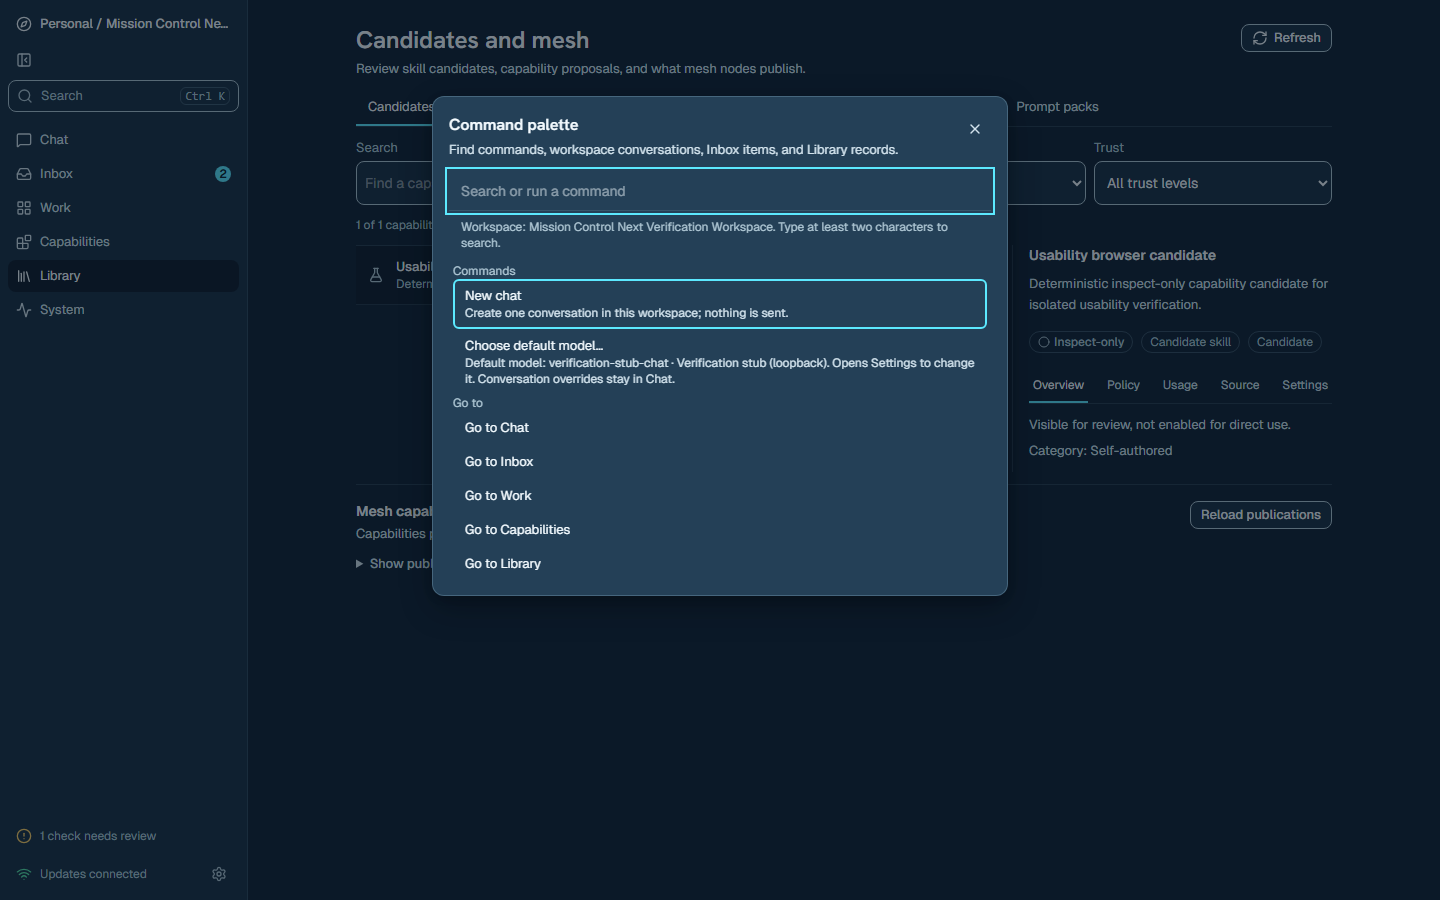 Personal / Mission Control Ne...
Search
Ctrl K
Chat
Inbox
2
Work
Capabilities
Library
System
1 check needs review
Updates connected
Candidates and mesh
Review skill candidates, capability proposals, and what mesh nodes publish.
Refresh
Candidates
Prompt packs
Search
Find a cap
Trust
All trust levels
1 of 1 capabilit
Usabil
Determ
Command palette
Find commands, workspace conversations, Inbox items, and Library records.
Search or run a command
Workspace: Mission Control Next Verification Workspace. Type at least two characters to
search.
Commands
New chat
Create one conversation in this workspace; nothing is sent.
Choose default model...
Default model: verification-stub-chat · Verification stub (loopback). Opens Settings to change
it. Conversation overrides stay in Chat.
Go to
Go to Chat
Go to Inbox
Go to Work
Go to Capabilities
Go to Library
Usability browser candidate
Deterministic inspect-only capability candidate for
isolated usability verification.
Inspect-only
Candidate skill
Candidate
Overview
Policy
Usage
Source
Settings
Visible for review, not enabled for direct use.
Category: Self-authored
Mesh capal
Capabilities p
Show publ
Reload publications